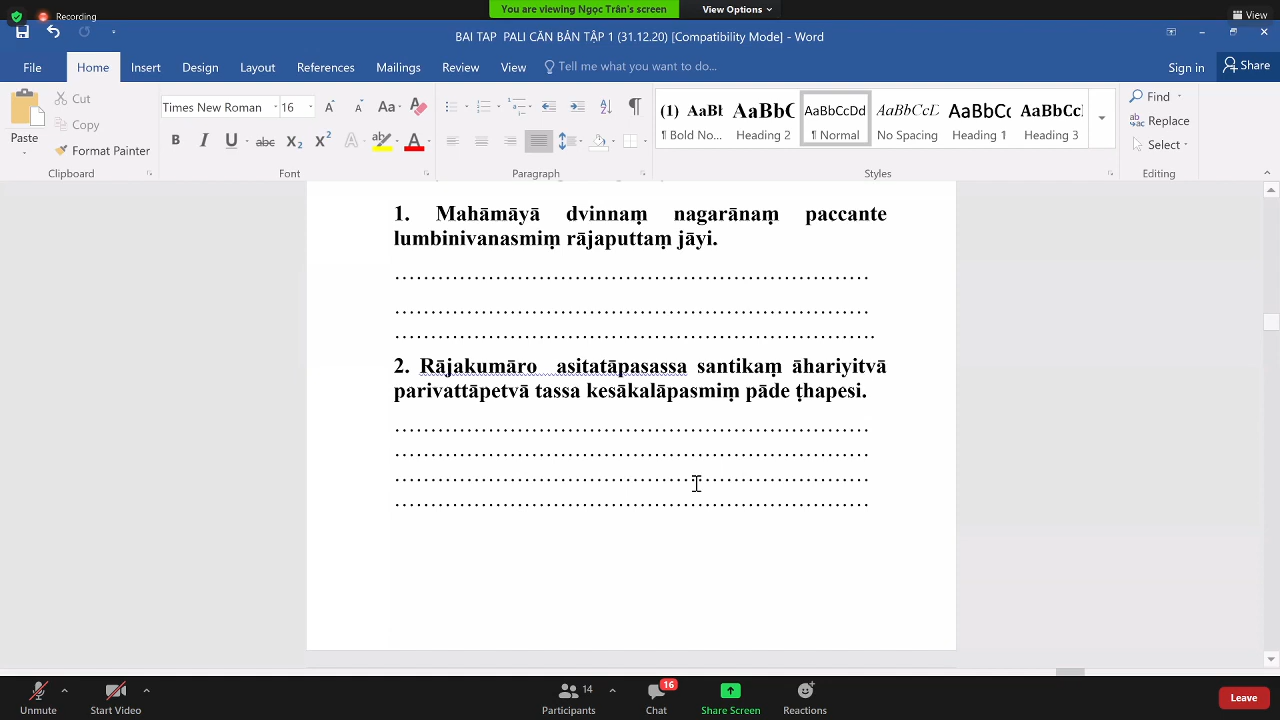 Recording
You are viewing Ngọc Trân's screen
View Options
View
BAI TAP PALI CĂN BẢN TẬP 1 (31.12.20) [Compatibility Mode] - Word
File
Home
Insert
Design
Layout
References
Mailings
Review
View
Tell me what you want to do...
Sign in
Share
Paste
Cut
Copy
Format Painter
Clipboard
Times New Roman
16
Font
Paragraph
(1) AaBb
¶ Bold No...
AaBbC
Heading 2
AaBbCcDd
¶ Normal
AaBbCcD
No Spacing
AaBbCc
Heading 1
AaBbCc
Heading 3
Styles
Find
Replace
Select
Editing
1. Mahāmāyā dvinnaṃ nagarānaṃ paccante
lumbinivanasmiṃ rājaputtaṃ jāyi.
2. Rājakumāro asitatāpasassa santikaṃ āhariyitvā
parivattāpetvā tassa kesākalāpasmiṃ pāde ṭhapesi.
Unmute
Start Video
14
Participants
16
Chat
Share Screen
Reactions
Leave